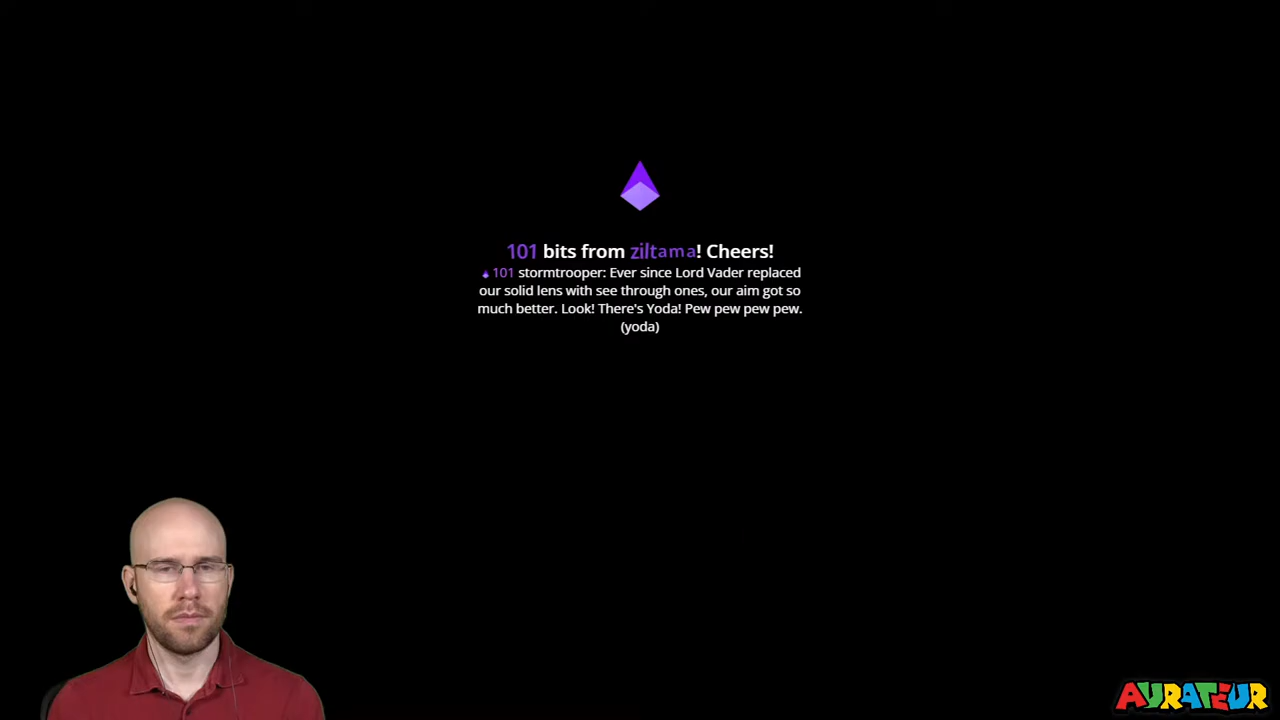 101 bits from ziltama! Cheers!
101 stormtrooper: Ever since Lord Vader replaced
our solid lens with see through ones, our aim got so
much better. Look! There's Yoda! Pew pew pew pew.
(yoda)
AURATEUR